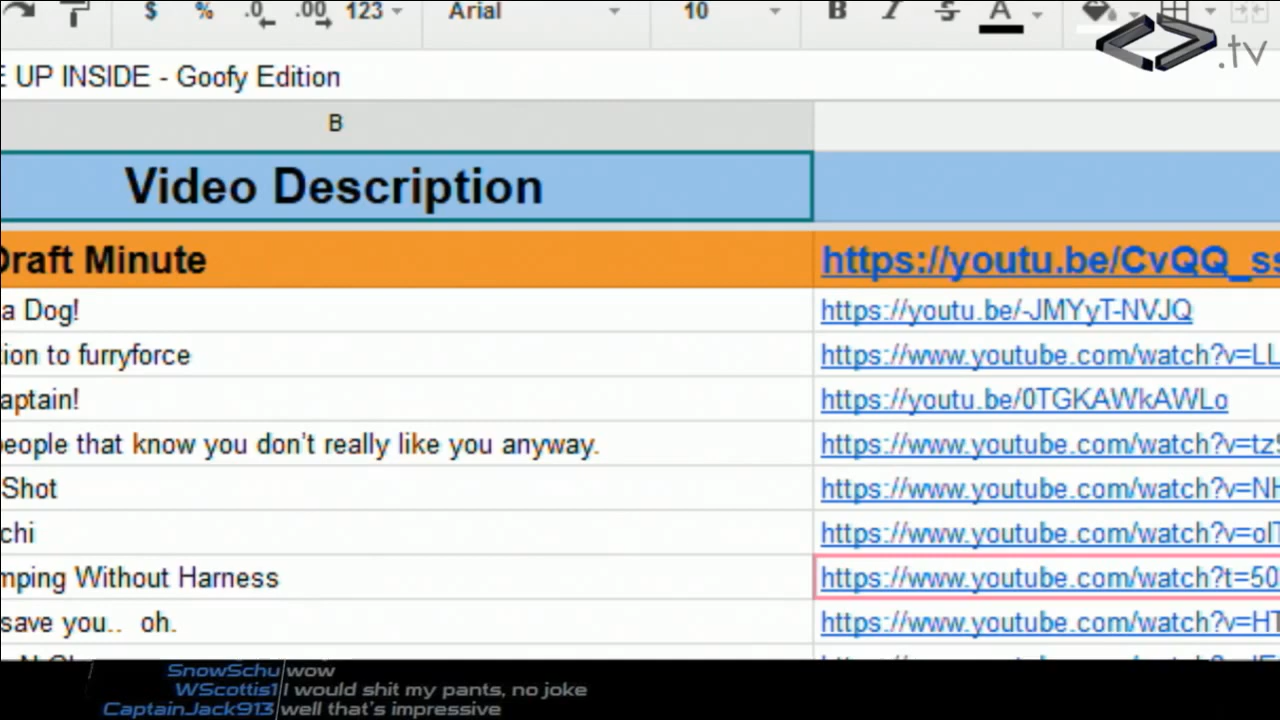 $ % .0 .00 123 Arial 10 B I S A
.tv
E UP INSIDE - Goofy Edition
B
Video Description
Draft Minute https://youtu.be/CvQQ_ss
a Dog! https://youtu.be/-JMYyT-NVJQ
ion to furryforce https://www.youtube.com/watch?v=LL
aptain! https://youtu.be/0TGKAWkAWLo
people that know you don't really like you anyway. https://www.youtube.com/watch?v=tz
Shot https://www.youtube.com/watch?v=NH
chi https://www.youtube.com/watch?v=ol
mping Without Harness https://www.youtube.com/watch?t=50
save you.. oh. https://www.youtube.com/watch?v=HT
SnowSchu wow
WScottis1 I would shit my pants, no joke
CaptainJack913 well that's impressive